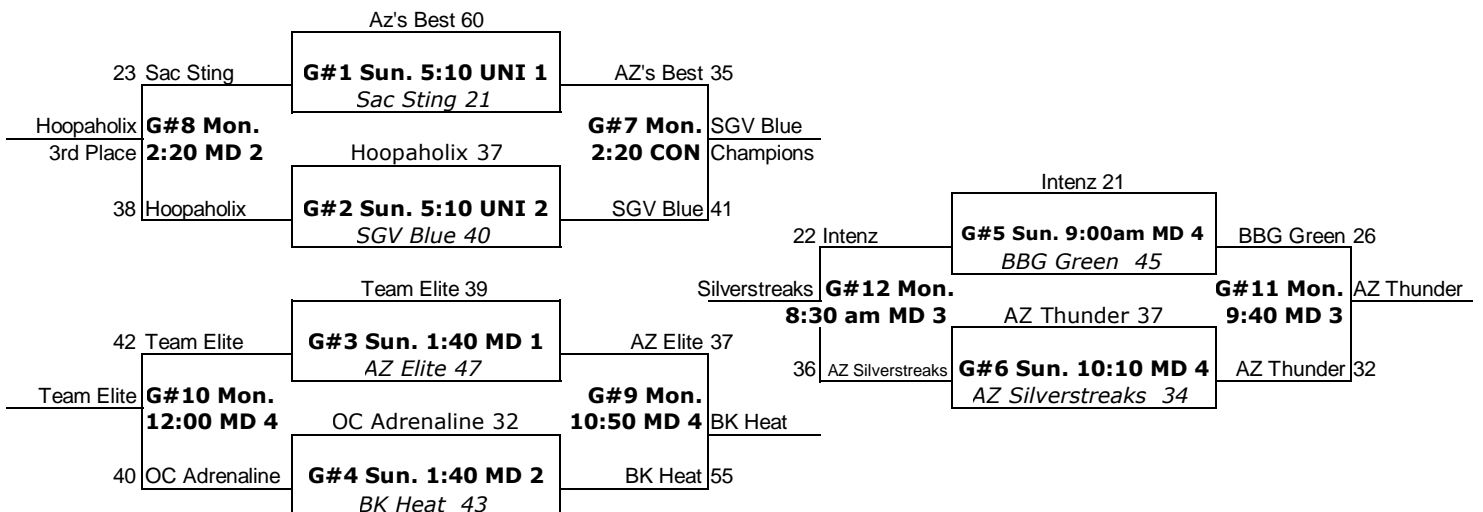 Az's Best 60
23 Sac Sting G#1 Sun. 5:10 UNI 1 AZ's Best 35
Sac Sting 21
Hoopaholix G#8 Mon. G#7 Mon. SGV Blue
3rd Place 2:20 MD 2 Hoopaholix 37 2:20 CON Champions
38 Hoopaholix G#2 Sun. 5:10 UNI 2 SGV Blue 41
SGV Blue 40
Intenz 21
22 Intenz G#5 Sun. 9:00am MD 4 BBG Green 26
BBG Green 45
Team Elite 39
Silverstreaks G#12 Mon. G#11 Mon. AZ Thunder
8:30 am MD 3 AZ Thunder 37 9:40 MD 3
42 Team Elite G#3 Sun. 1:40 MD 1 AZ Elite 37
AZ Elite 47
36 AZ Silverstreaks G#6 Sun. 10:10 MD 4 AZ Thunder 32
AZ Silverstreaks 34
Team Elite G#10 Mon. G#9 Mon.
12:00 MD 4 OC Adrenaline 32 10:50 MD 4 BK Heat
40 OC Adrenaline G#4 Sun. 1:40 MD 2 BK Heat 55
BK Heat 43